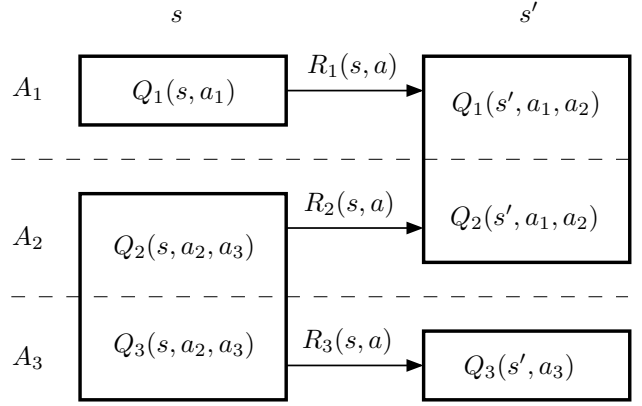 s s′
A₁ Q₁(s, a₁) R₁(s, a) Q₁(s′, a₁, a₂)
A₂ Q₂(s, a₂, a₃) R₂(s, a) Q₂(s′, a₁, a₂)
A₃ Q₃(s, a₂, a₃) R₃(s, a) Q₃(s′, a₃)